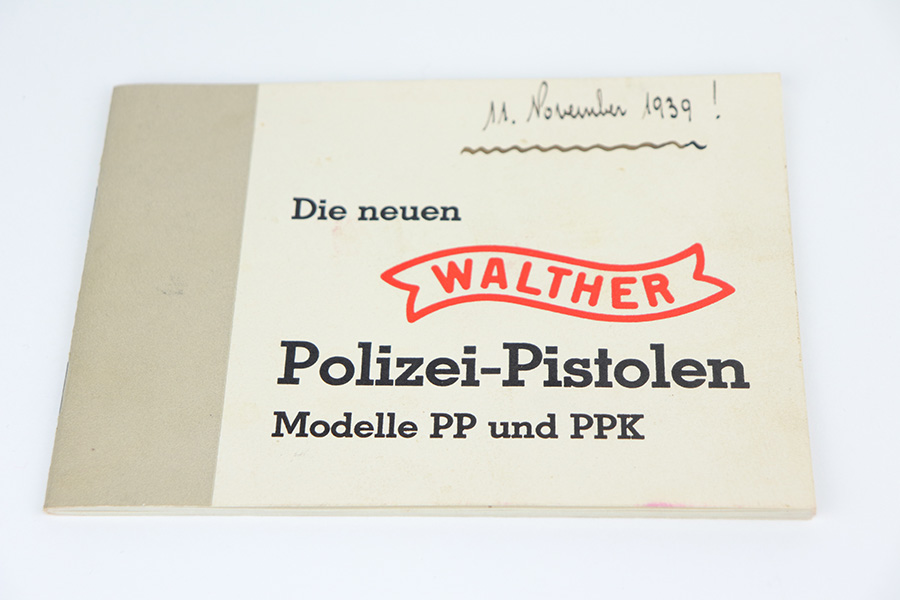 11. November 1939!
Die neuen
WALTHER
Polizei-Pistolen
Modelle PP und PPK